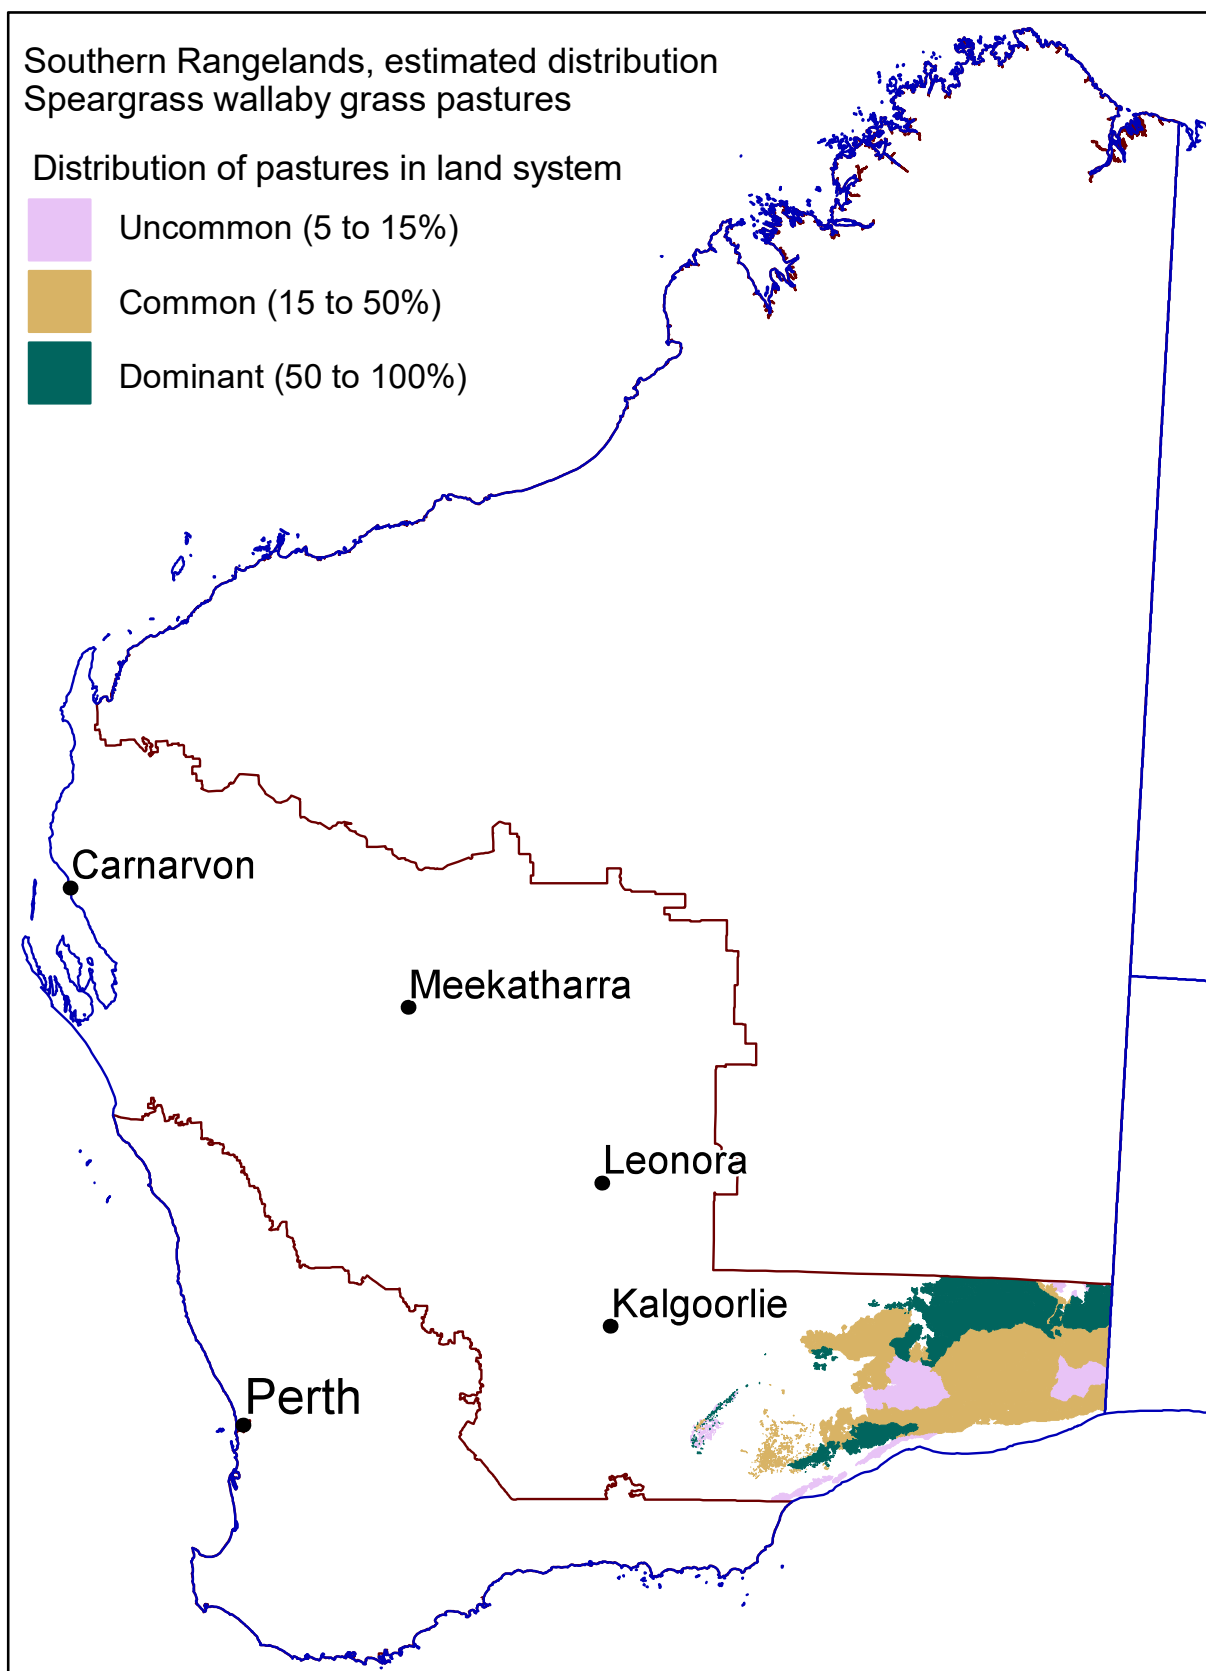 Southern Rangelands, estimated distribution
Speargrass wallaby grass pastures
Distribution of pastures in land system
Uncommon (5 to 15%)
Common (15 to 50%)
Dominant (50 to 100%)
Carnarvon
Meekatharra
Leonora
Kalgoorlie
Perth